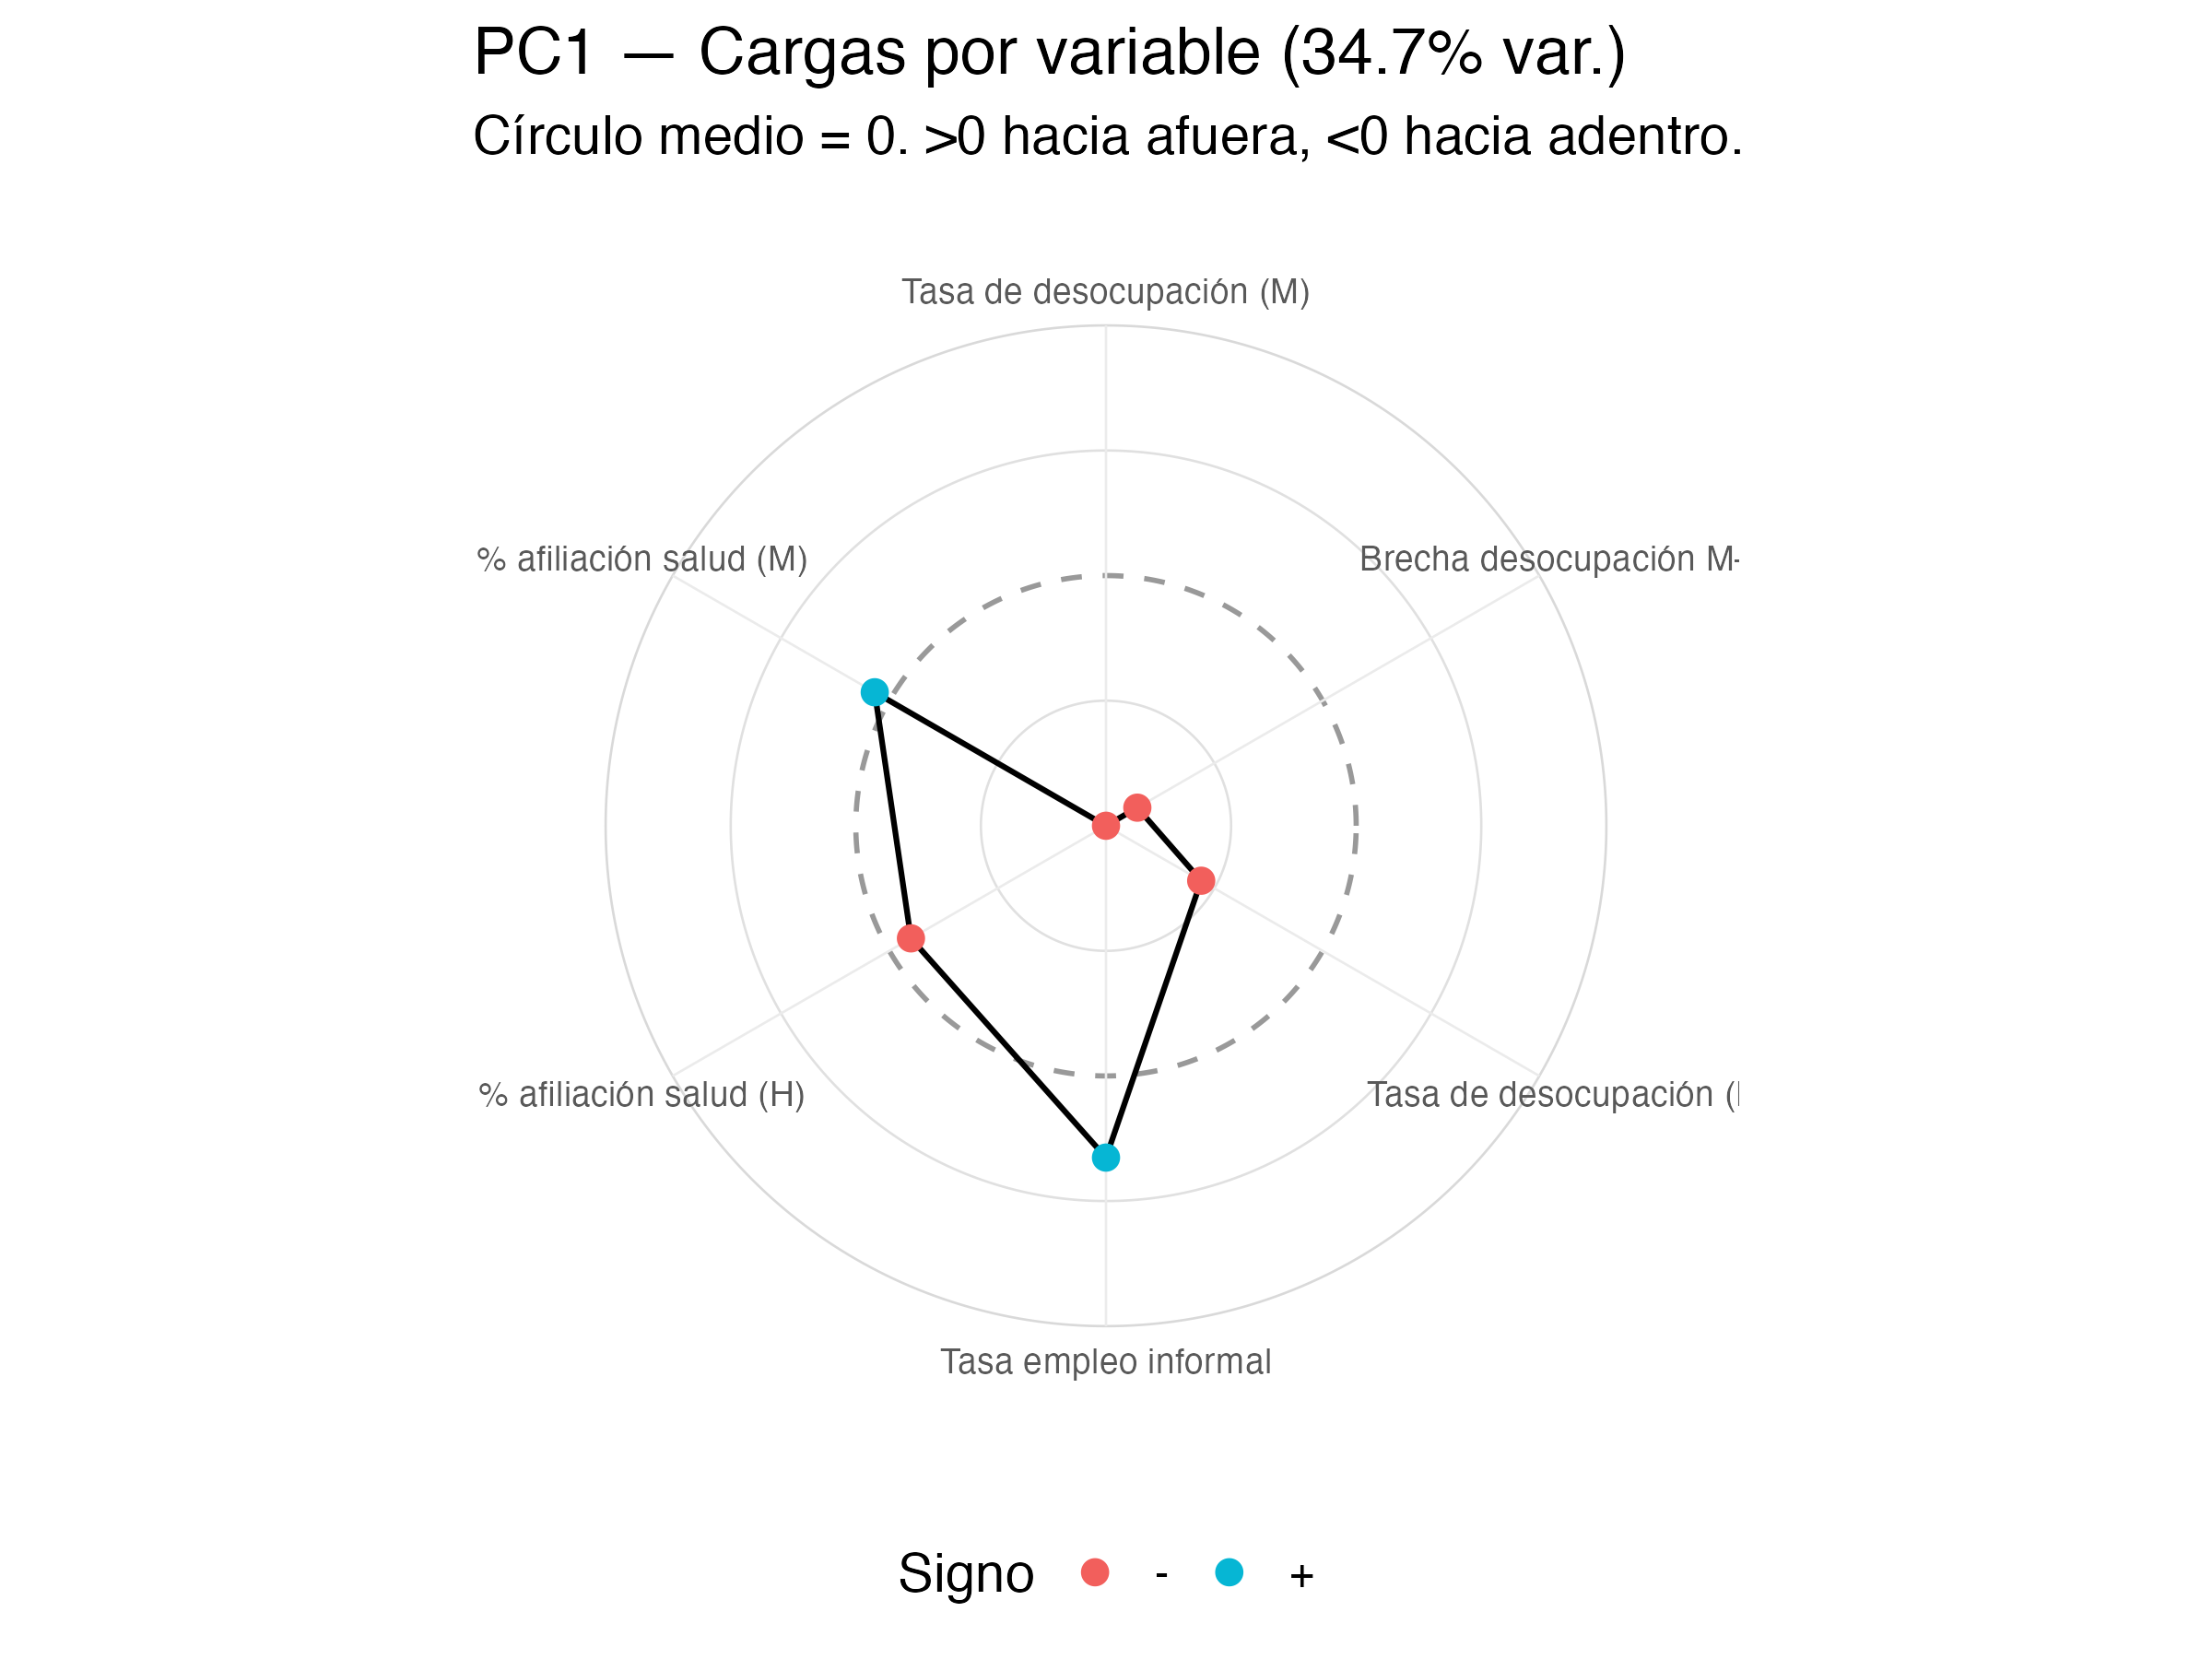 PC1 — Cargas por variable (34.7% var.)
Círculo medio = 0. >0 hacia afuera, <0 hacia adentro.
Tasa de desocupación (M)
% afiliación salud (M)
Brecha desocupación M-
% afiliación salud (H)
Tasa de desocupación (
Tasa empleo informal
Signo - +